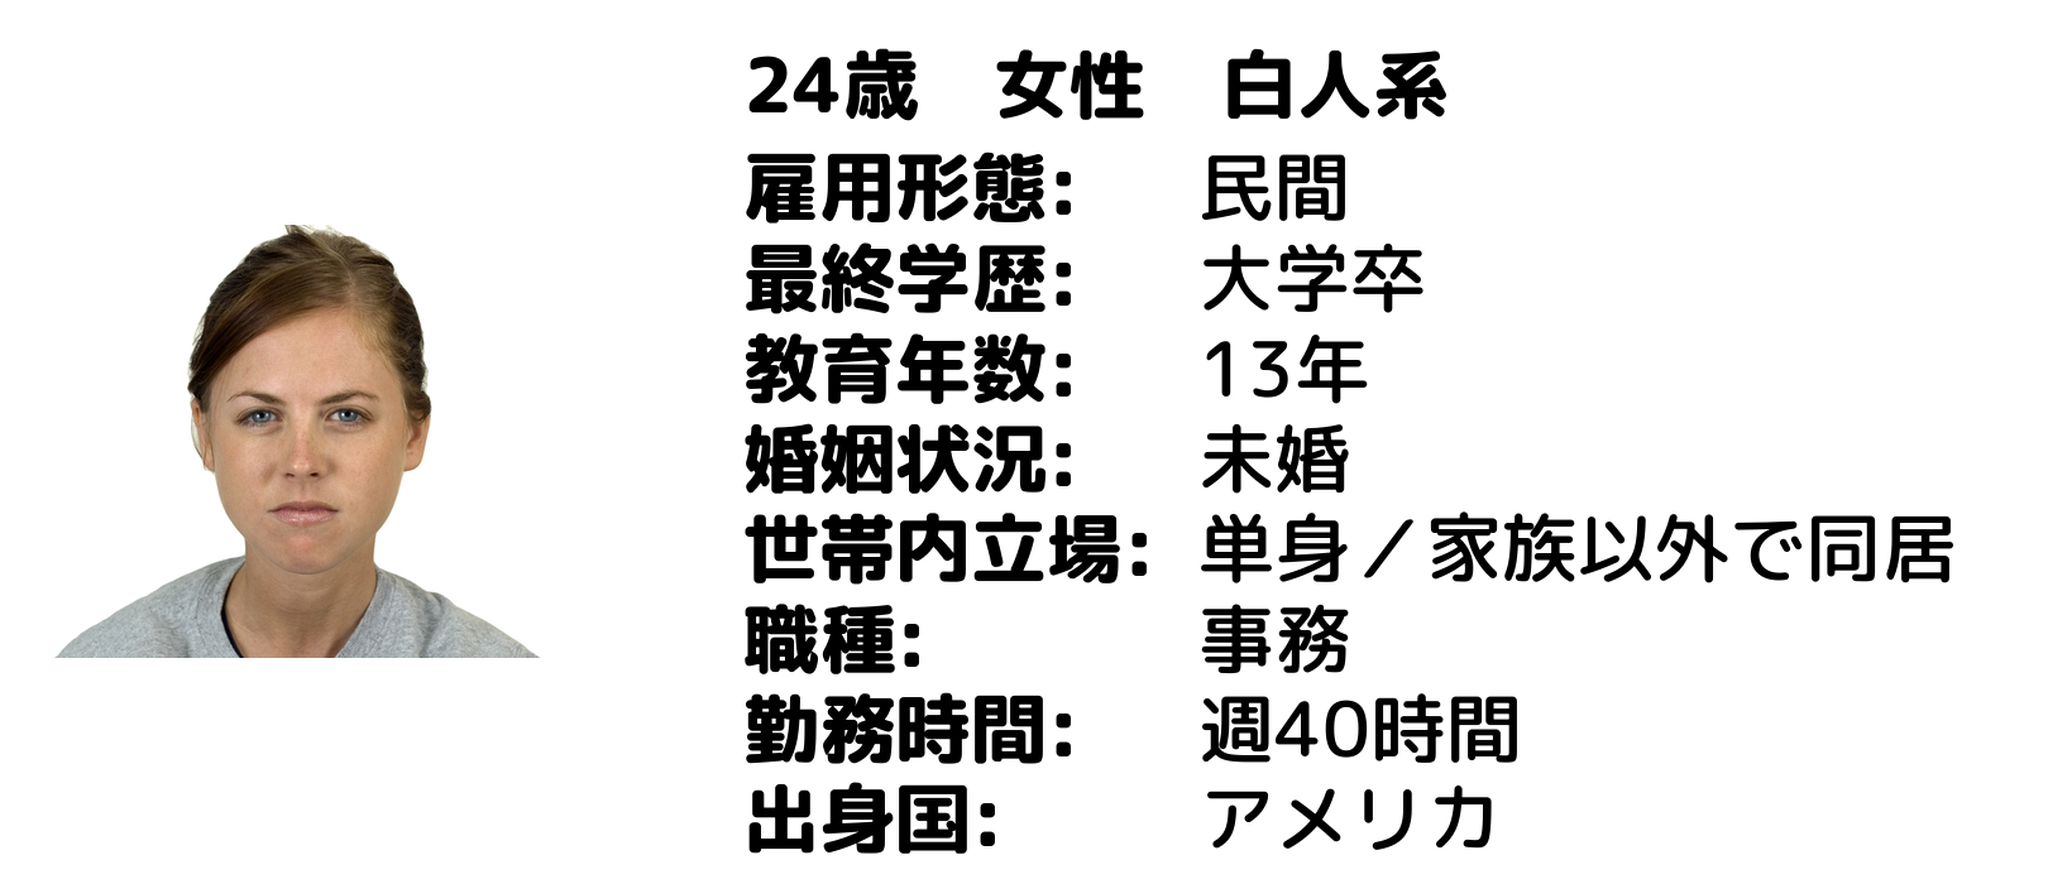 24歳　女性　白人系
雇用形態: 民間
最終学歴: 大学卒
教育年数: 13年
婚姻状況: 未婚
世帯内立場: 単身／家族以外で同居
職種: 事務
勤務時間: 週40時間
出身国: アメリカ